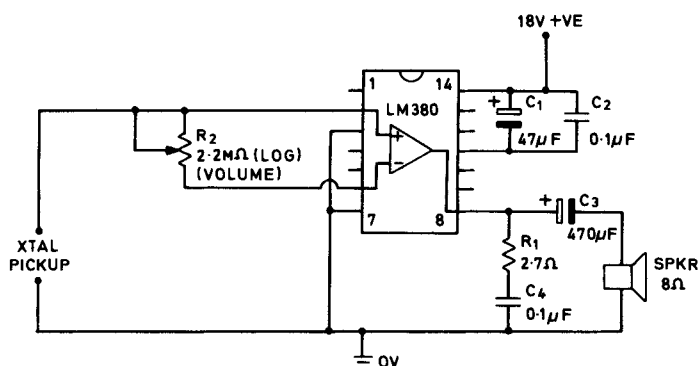 18V +VE
1
14
LM380
+
C1
C2
47µF
0·1µF
R2
2·2MΩ (LOG)
(VOLUME)
+
−
7
8
+
C3
470µF
XTAL
PICKUP
R1
2·7Ω
SPKR
8Ω
C4
0·1µF
0V